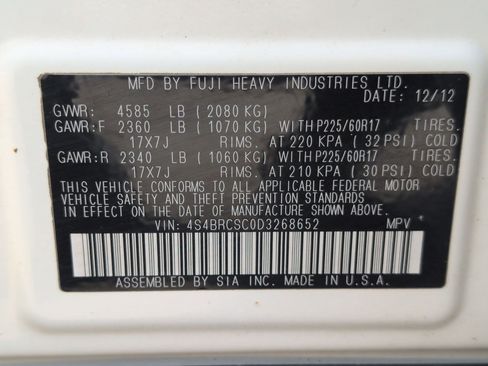 MFD BY FUJI HEAVY INDUSTRIES LTD.
DATE: 12/12
GVWR: 4585 LB (2080 KG)
GAWR:F 2360 LB (1070 KG) WITH P225/60R17 TIRES.
17X7J RIMS. AT 220 KPA (32 PSI) COLD
GAWR:R 2340 LB (1060 KG) WITH P225/60R17 TIRES.
17X7J RIMS. AT 210 KPA (30 PSI) COLD
THIS VEHICLE CONFORMS TO ALL APPLICABLE FEDERAL MOTOR
VEHICLE SAFETY AND THEFT PREVENTION STANDARDS
IN EFFECT ON THE DATE OF MANUFACTURE SHOWN ABOVE.
VIN: 4S4BRCSC0D3268652 MPV
ASSEMBLED BY SIA INC. MADE IN U.S.A.